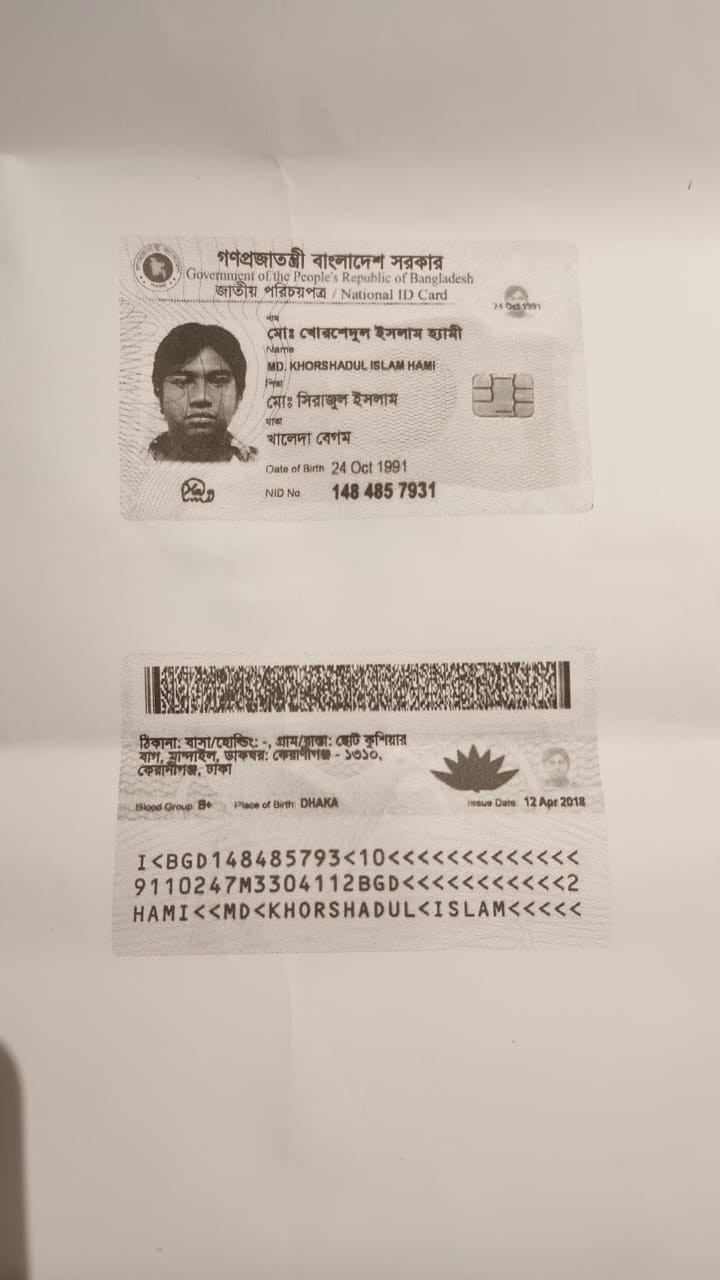 গণপ্রজাতন্ত্রী বাংলাদেশ সরকার
Government of the People's Republic of Bangladesh
জাতীয় পরিচয়পত্র / National ID Card
24 Oct 1991
নাম
মোঃ খোরশেদুল ইসলাম হ্যামী
Name
MD. KHORSHADUL ISLAM HAMI
পিতা
মোঃ সিরাজুল ইসলাম
মাতা
খালেদা বেগম
Date of Birth 24 Oct 1991
NID No 148 485 7931
ঠিকানা: বাসা/হোল্ডিং: -, গ্রাম/রাস্তা: ছোট কুশিয়ার
বাগ, মান্দাইল, ডাকঘর: কেরানীগঞ্জ - ১৩১০,
কেরানীগঞ্জ, ঢাকা
Blood Group: B+ Place of Birth: DHAKA Issue Date: 12 Apr 2018
I<BGD148485793<10<<<<<<<<<<<<<
9110247M3304112BGD<<<<<<<<<<<2
HAMI<<MD<KHORSHADUL<ISLAM<<<<<